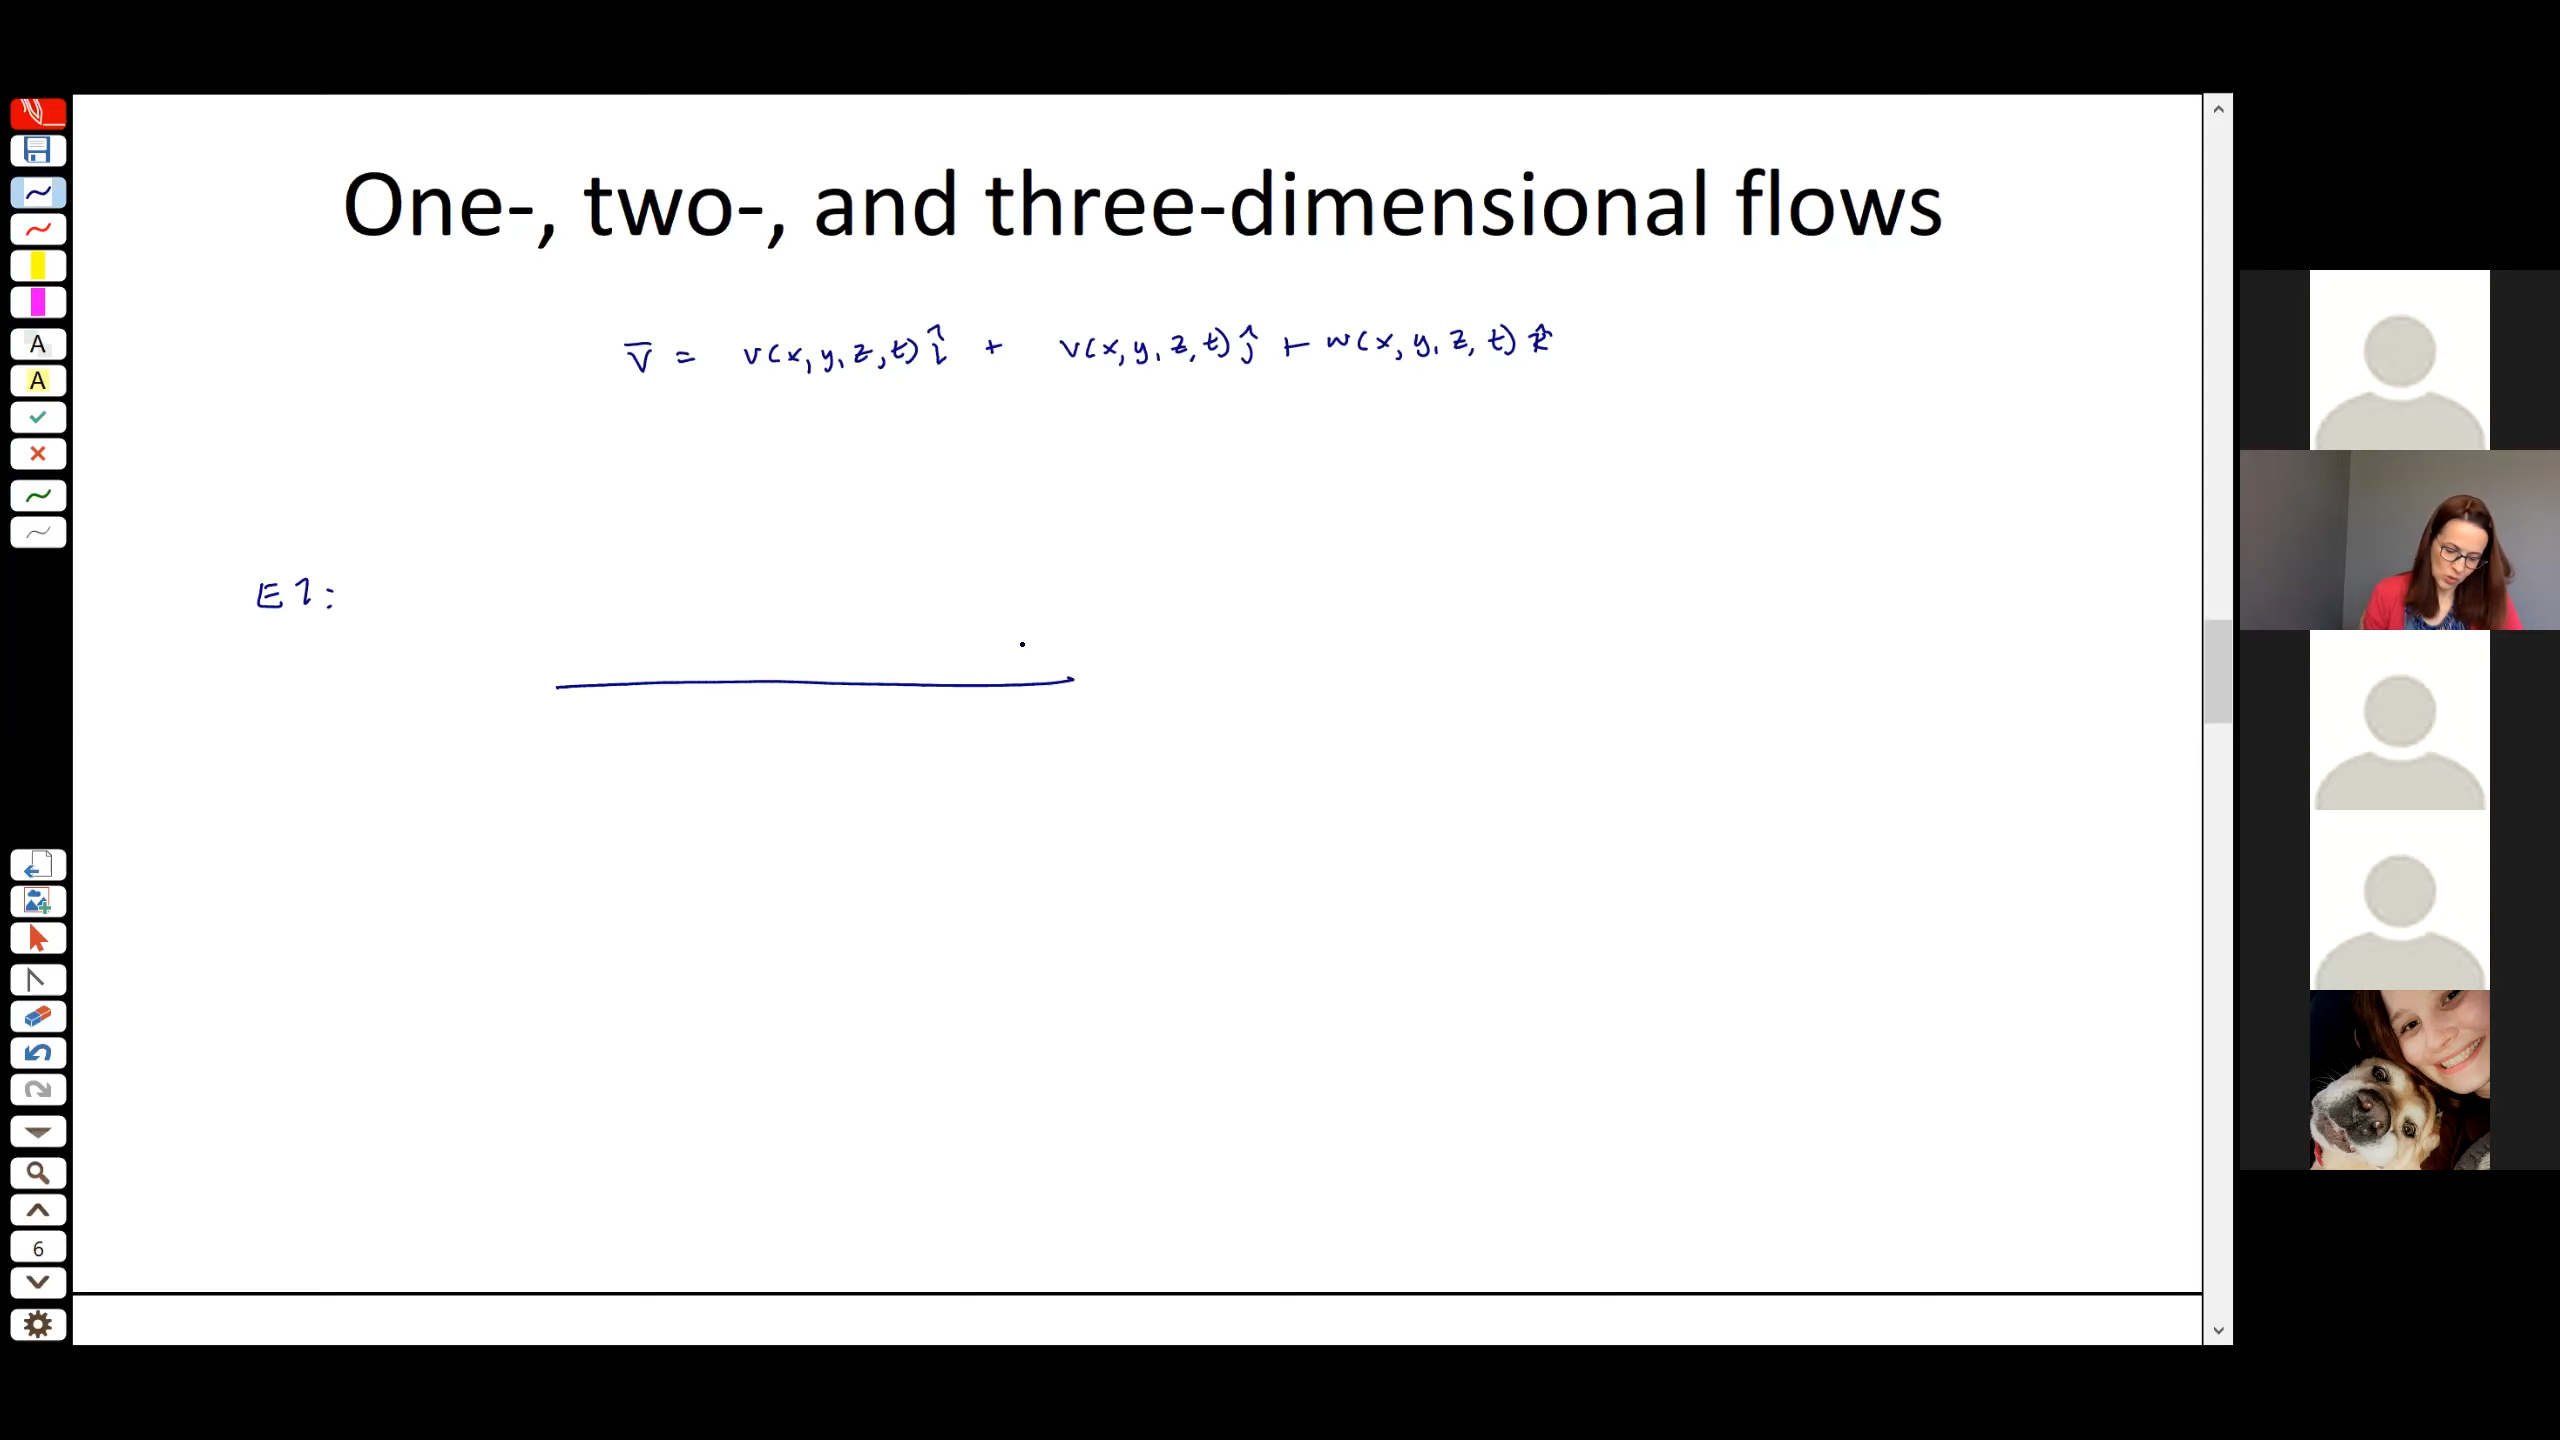 One-, two-, and three-dimensional flows
V̅ = v(x, y, z, t) î + v(x, y, z, t) ĵ + w(x, y, z, t) k̂
E1:
A
A
6